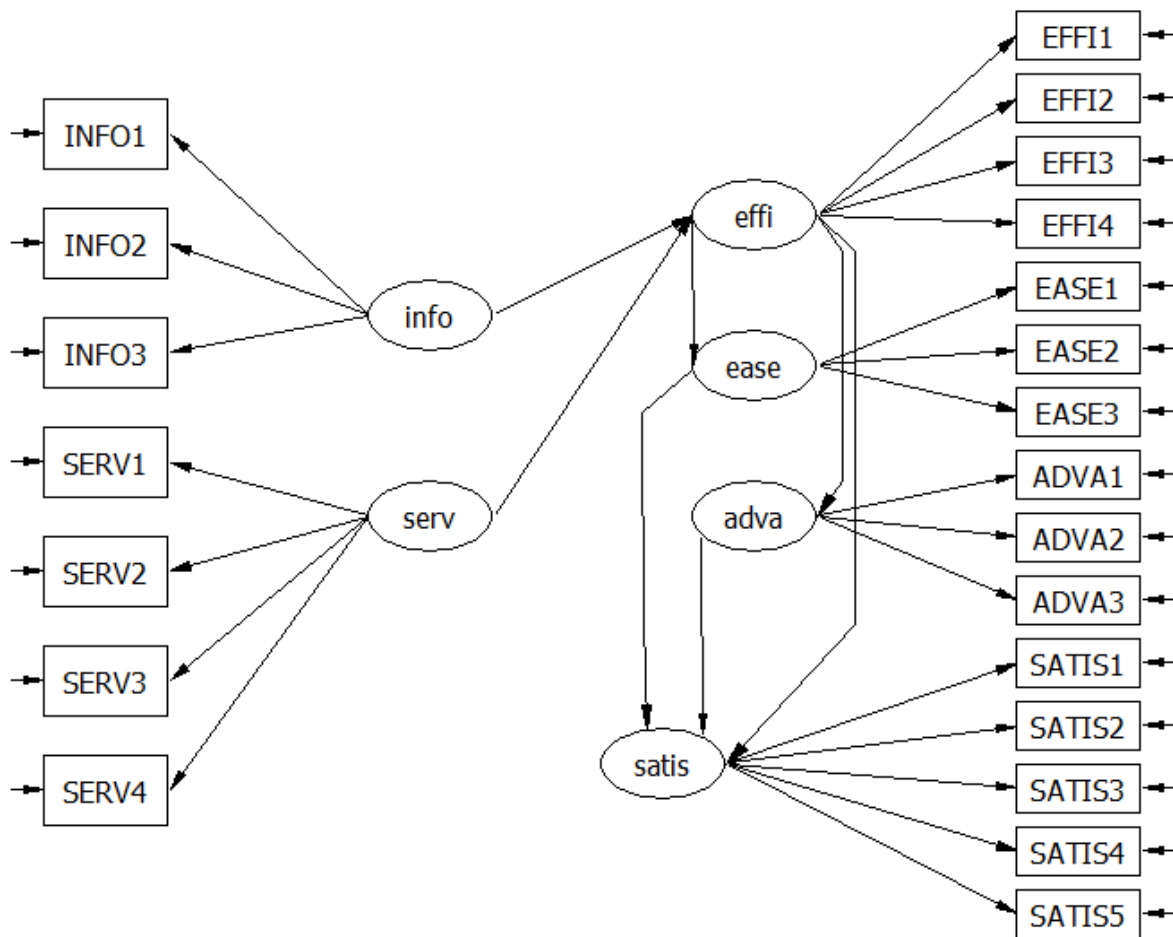 INFO1
INFO2
INFO3
SERV1
SERV2
SERV3
SERV4
info
serv
effi
ease
adva
satis
EFFI1
EFFI2
EFFI3
EFFI4
EASE1
EASE2
EASE3
ADVA1
ADVA2
ADVA3
SATIS1
SATIS2
SATIS3
SATIS4
SATIS5